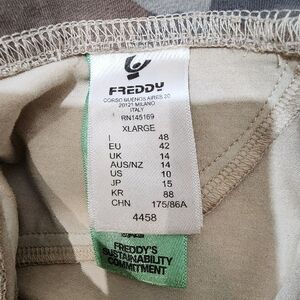 FREDDY
CORSO BUENOS AIRES 20
20121 MILANO
ITALY
RN145169
XLARGE
I 48
EU 42
UK 14
AUS/NZ 14
US 10
JP 15
KR 88
CHN 175/86A
4458
FREDDY'S
SUSTAINABILITY
COMMITMENT